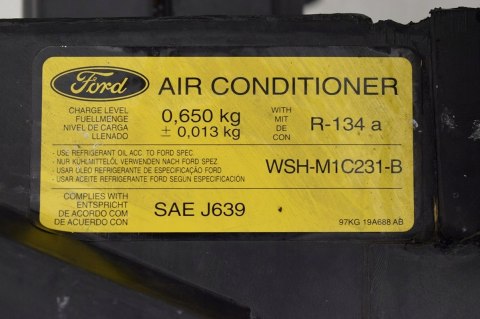 Ford AIR CONDITIONER
CHARGE LEVEL
FUELLMENGE
NIVEL DE CARGA
LLENADO
0,650 kg
± 0,013 kg
WITH
MIT
DE
CON
R-134 a
- USE REFRIGERANT OIL ACC TO FORD SPEC
- NUR KÜHLMITTELÖL VERWENDEN NACH FORD SPEZ
- USAR ÓLEO REFRIGERANTE DE ESPECIFICAÇÃO FORD
- USAR ACEITE REFRIGERANTE FORD SEGUN ESPECIFICACIÓN
WSH-M1C231-B
COMPLIES WITH
ENTSPRICHT
DE ACORDO COM
DE ACUERDO CON
SAE J639
97KG 19A688 AB